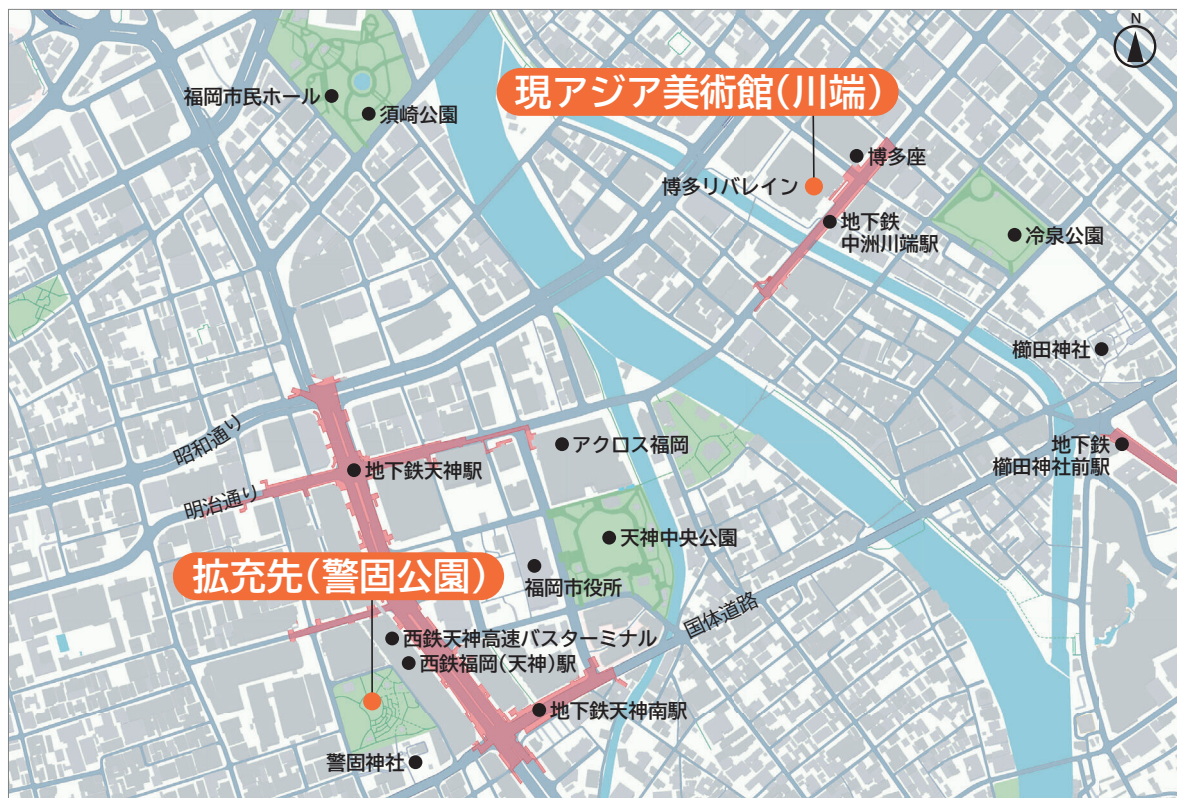 N
現アジア美術館(川端)
福岡市民ホール
須崎公園
博多座
博多リバレイン
地下鉄
中洲川端駅
冷泉公園
櫛田神社
昭和通り
アクロス福岡
地下鉄
櫛田神社前駅
地下鉄天神駅
明治通り
天神中央公園
拡充先(警固公園)
福岡市役所
国体道路
西鉄天神高速バスターミナル
西鉄福岡(天神)駅
地下鉄天神南駅
警固神社